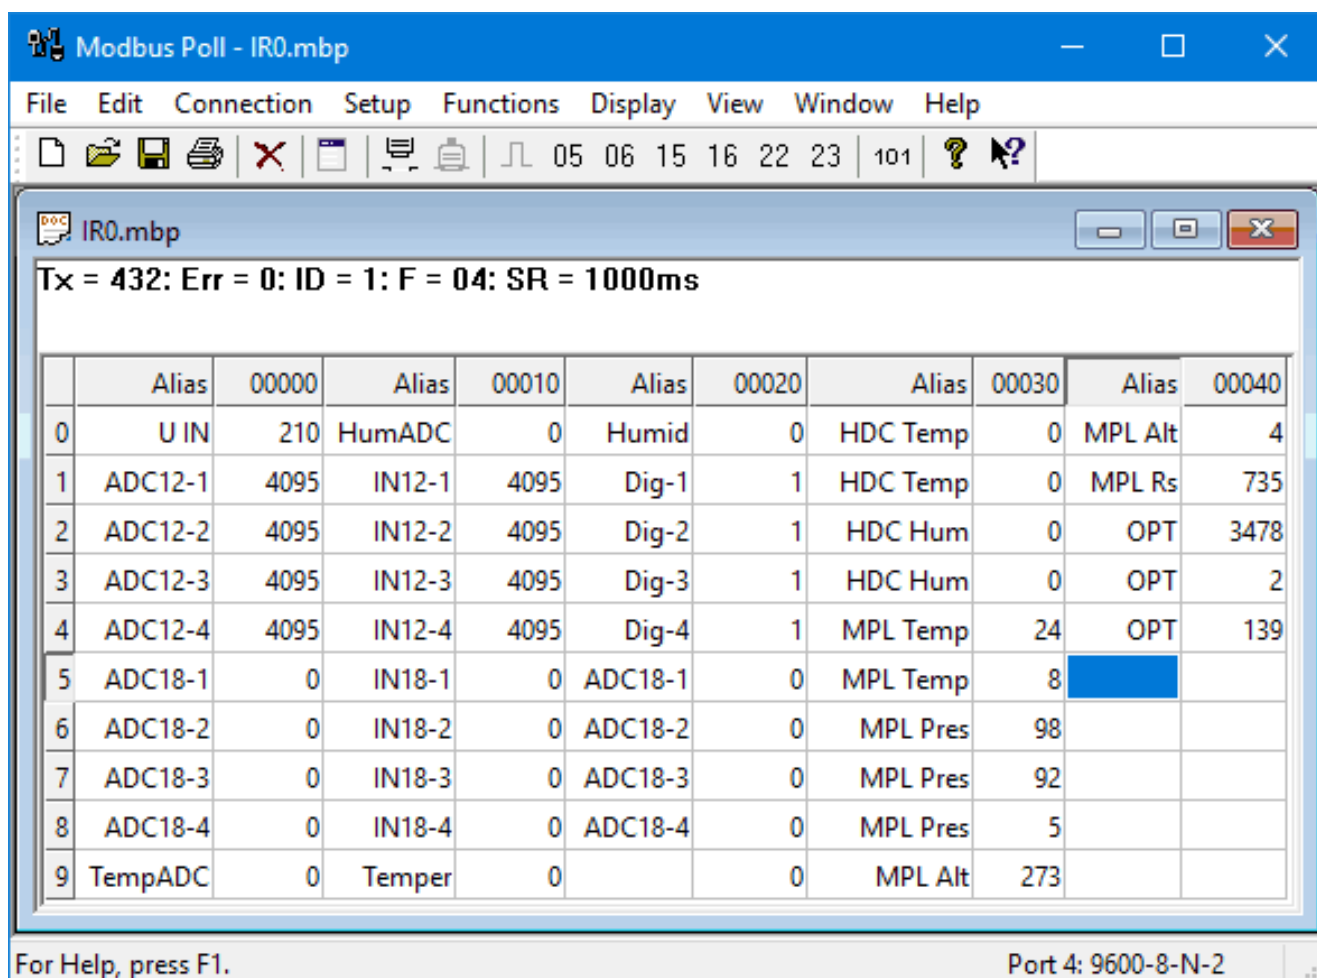 Modbus Poll - IR0.mbp
File Edit Connection Setup Functions Display View Window Help
05 06 15 16 22 23 101
IR0.mbp
Tx = 432: Err = 0: ID = 1: F = 04: SR = 1000ms
Alias 00000 Alias 00010 Alias 00020 Alias 00030 Alias 00040
0 U IN 210 HumADC 0 Humid 0 HDC Temp 0 MPL Alt 4
1 ADC12-1 4095 IN12-1 4095 Dig-1 1 HDC Temp 0 MPL Rs 735
2 ADC12-2 4095 IN12-2 4095 Dig-2 1 HDC Hum 0 OPT 3478
3 ADC12-3 4095 IN12-3 4095 Dig-3 1 HDC Hum 0 OPT 2
4 ADC12-4 4095 IN12-4 4095 Dig-4 1 MPL Temp 24 OPT 139
5 ADC18-1 0 IN18-1 0 ADC18-1 0 MPL Temp 8
6 ADC18-2 0 IN18-2 0 ADC18-2 0 MPL Pres 98
7 ADC18-3 0 IN18-3 0 ADC18-3 0 MPL Pres 92
8 ADC18-4 0 IN18-4 0 ADC18-4 0 MPL Pres 5
9 TempADC 0 Temper 0 0 MPL Alt 273
For Help, press F1. Port 4: 9600-8-N-2